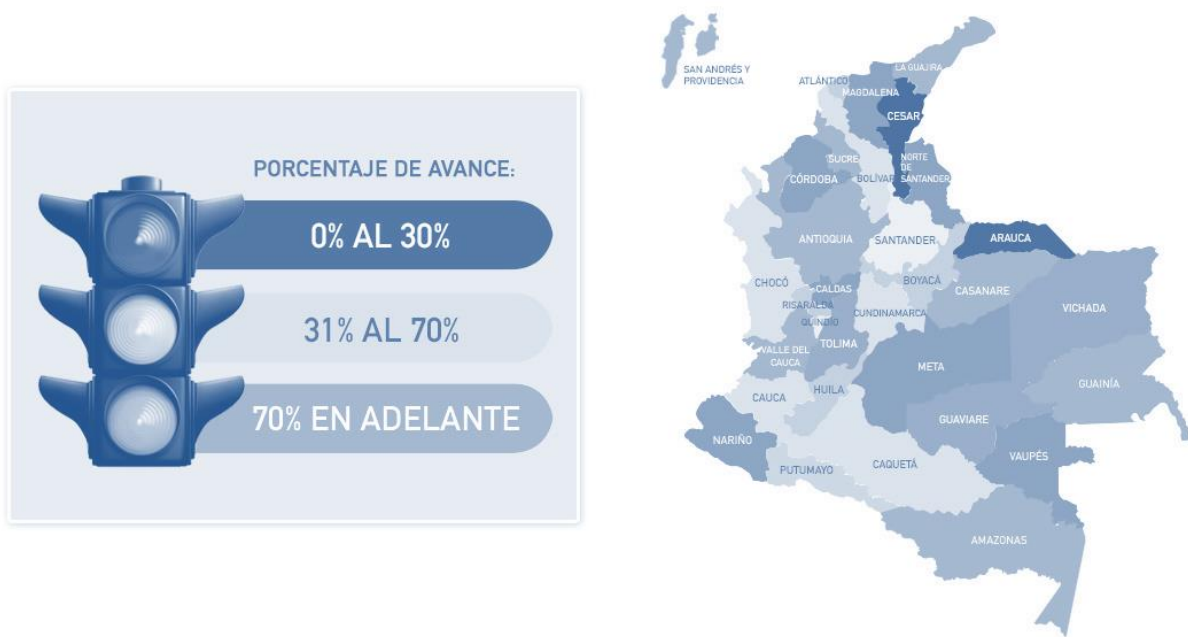 PORCENTAJE DE AVANCE:
0% AL 30%
31% AL 70%
70% EN ADELANTE
SAN ANDRÉS Y
PROVIDENCIA
LA GUAJIRA
ATLÁNTICO
MAGDALENA
CESAR
SUCRE
NORTE
DE
SANTANDER
CÓRDOBA
BOLÍVAR
ANTIOQUIA
SANTANDER
ARAUCA
CHOCÓ
CALDAS
BOYACÁ
CASANARE
RISARALDA
CUNDINAMARCA
VICHADA
QUINDÍO
TOLIMA
VALLE DEL
CAUCA
META
GUAINÍA
CAUCA
HUILA
GUAVIARE
NARIÑO
PUTUMAYO
CAQUETÁ
VAUPÉS
AMAZONAS